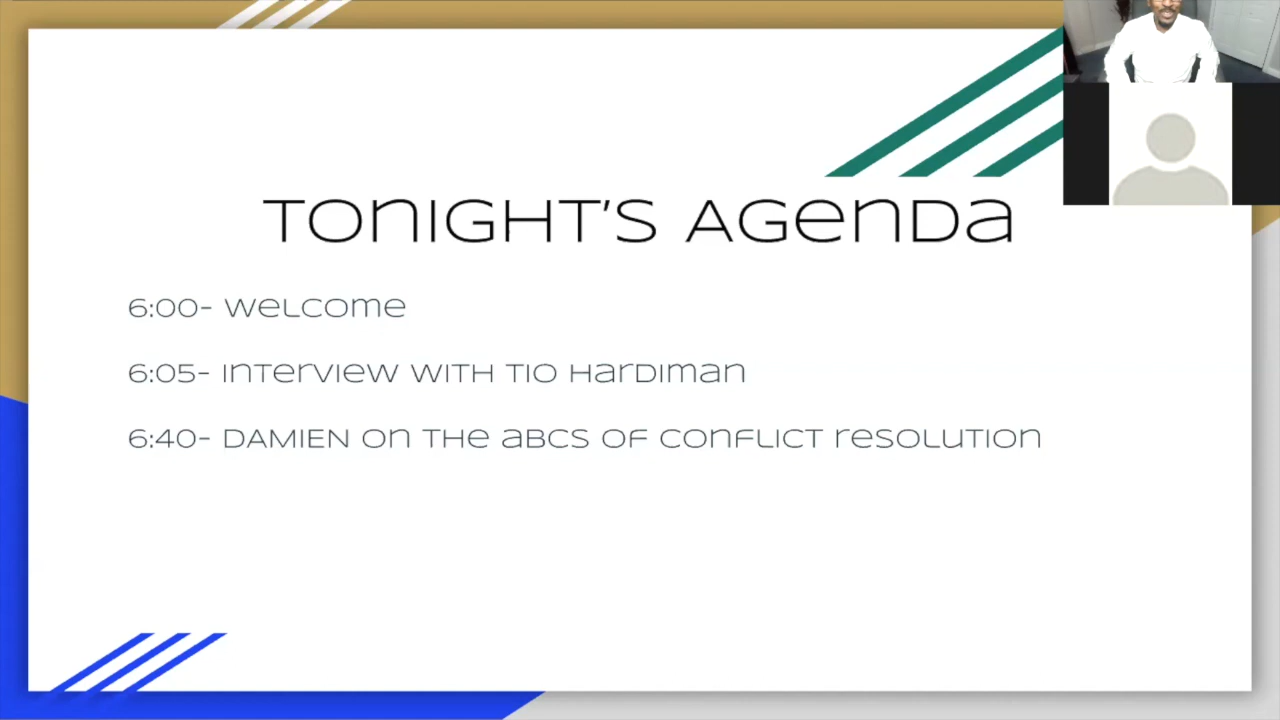 Tonight's Agenda
6:00- Welcome
6:05- Interview with Tio Hardiman
6:40- DAMIEN on the ABCs of Conflict Resolution